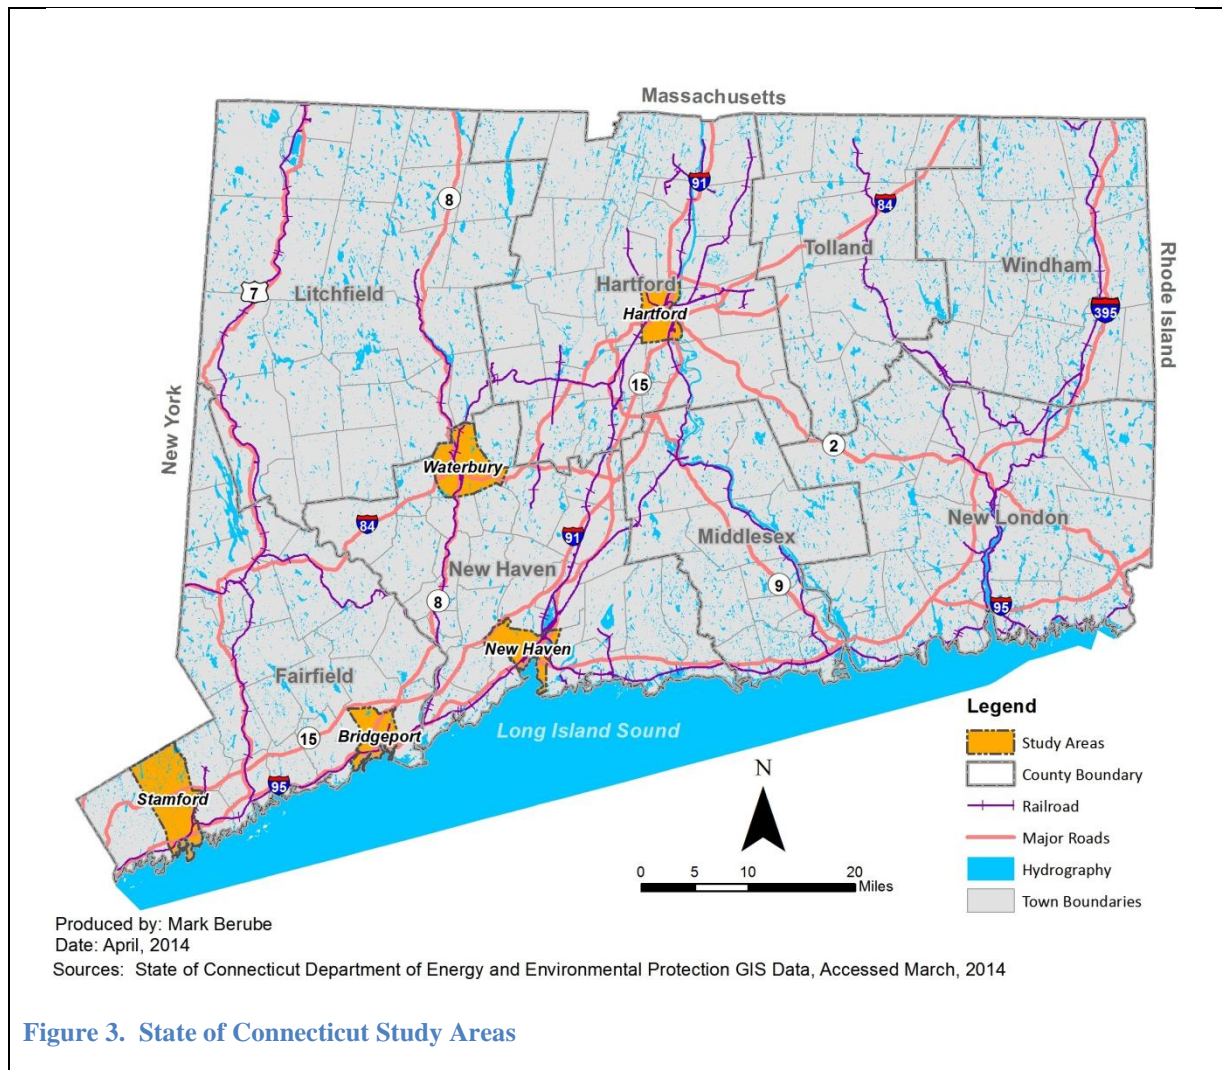 Massachusetts
91
8
84
Tolland
Rhode Island
Windham
7
Litchfield
Hartford
Hartford
395
15
New York
2
Waterbury
84
91
Middlesex
New London
New Haven
8
9
95
New Haven
Fairfield
15
Bridgeport
Long Island Sound
Stamford
95
N
0 5 10 20
Miles
Legend
Study Areas
County Boundary
Railroad
Major Roads
Hydrography
Town Boundaries
Produced by: Mark Berube
Date: April, 2014
Sources: State of Connecticut Department of Energy and Environmental Protection GIS Data, Accessed March, 2014
Figure 3. State of Connecticut Study Areas